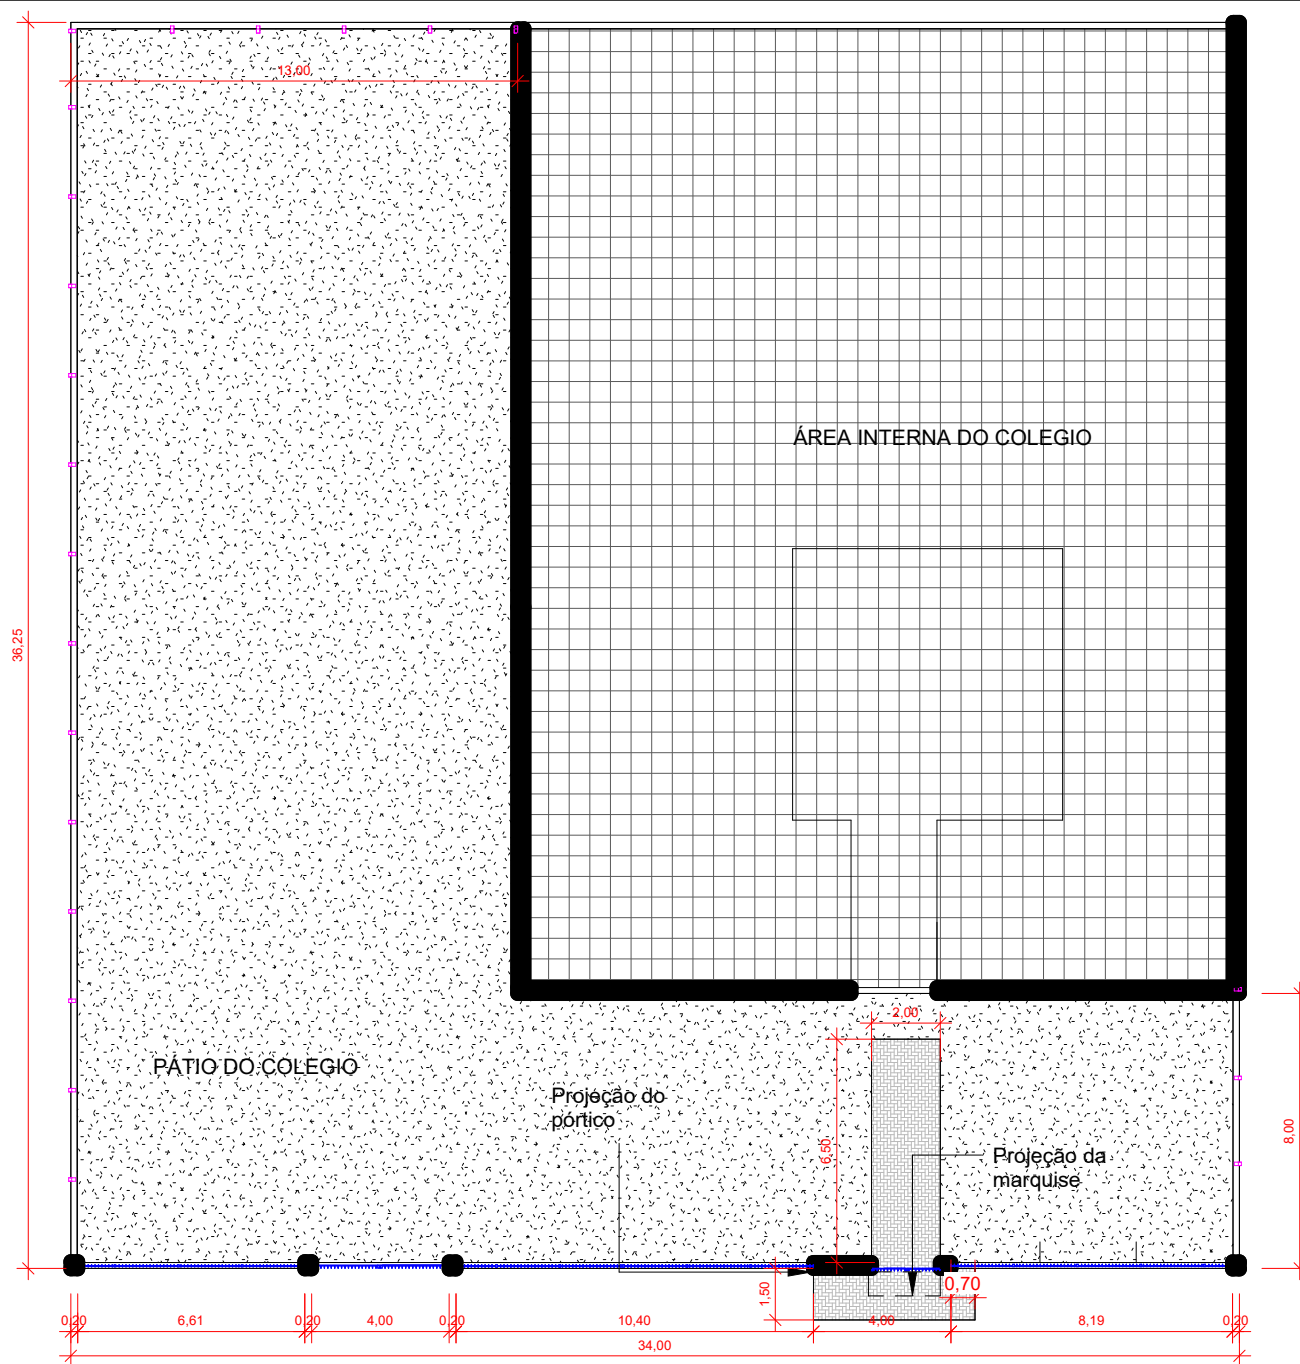 13,00
36,25
ÁREA INTERNA DO COLEGIO
2,00
PÁTIO DO COLEGIO
Projeção do
pórtico
6,50
8,00
Projeção da
marquise
1,50
0,70
0,20
6,61
0,20
4,00
0,20
10,40
4,00
8,19
0,20
34,00